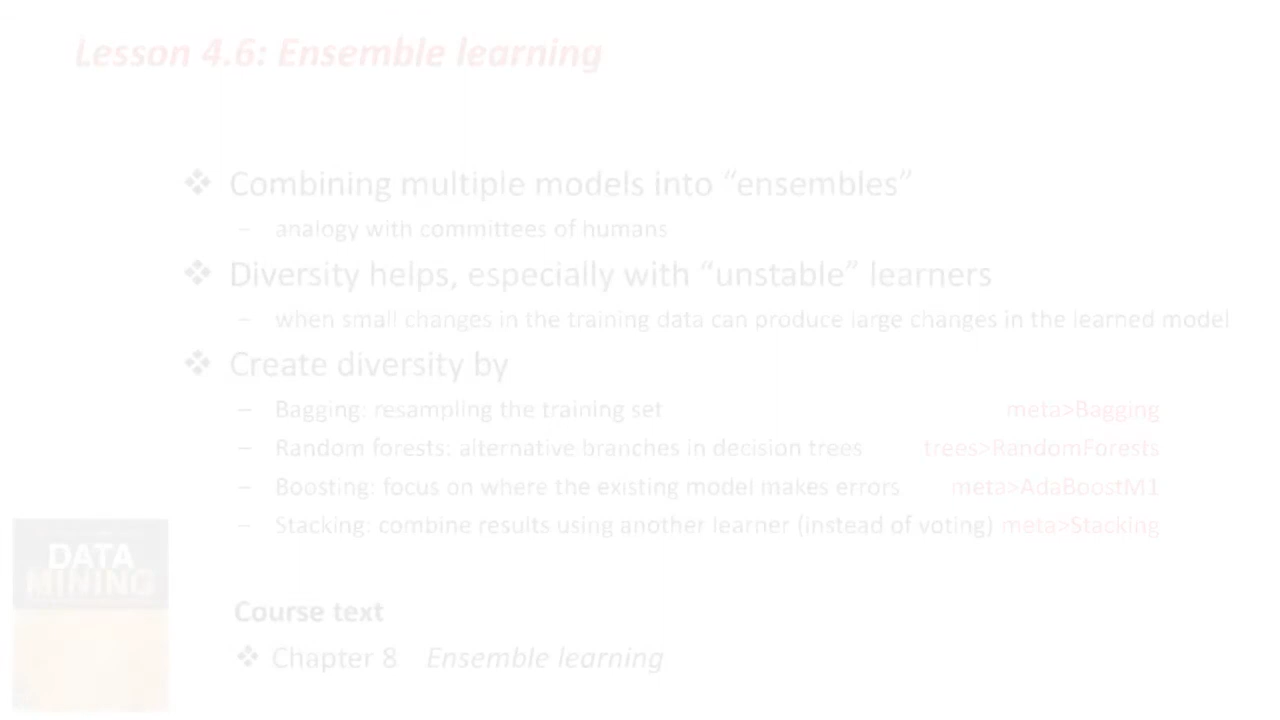 Lesson 4.6: Ensemble learning
❖ Combining multiple models into “ensembles”
– analogy with committees of humans
❖ Diversity helps, especially with “unstable” learners
– when small changes in the training data can produce large changes in the learned model
❖ Create diversity by
– Bagging: resampling the training set meta>Bagging
– Random forests: alternative branches in decision trees trees>RandomForests
– Boosting: focus on where the existing model makes errors meta>AdaBoostM1
– Stacking: combine results using another learner (instead of voting) meta>Stacking
DATA
MINING
Course text
❖ Chapter 8 Ensemble learning